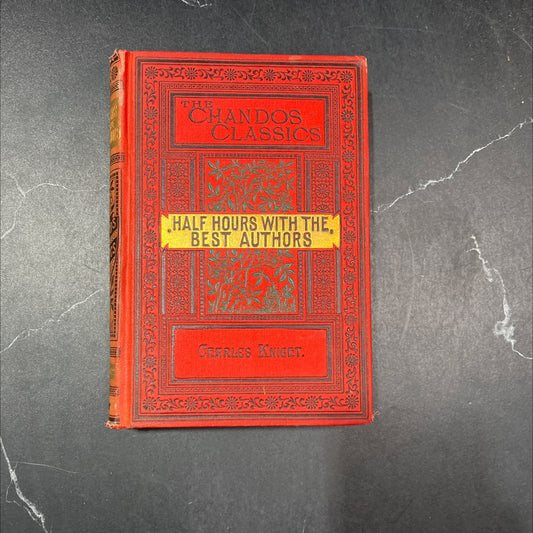 THE
CHANDOS
CLASSICS
HALF HOURS WITH THE
BEST AUTHORS
CHARLES KNIGHT.